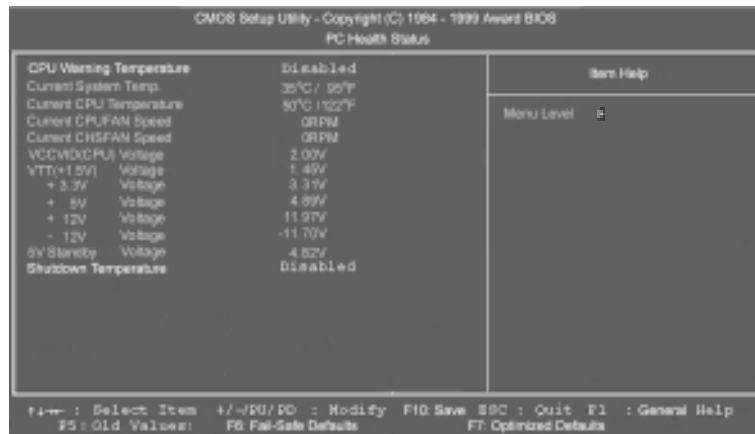 CMOS Setup Utility - Copyright (C) 1984 - 1999 Award BIOS
PC Health Status
CPU Warning Temperature Disabled
Current System Temp. 35°C / 95°F
Current CPU Temperature 50°C /122°F
Current CPUFAN Speed 0RPM
Current CHSFAN Speed 0RPM
VCCVID(CPU) Voltage 2.00V
VTT(+1.5V) Voltage 1.45V
+ 3.3V Voltage 3.31V
+ 5V Voltage 4.89V
+ 12V Voltage 11.97V
- 12V Voltage -11.70V
5V Standby Voltage 4.82V
Shutdown Temperature Disabled
Item Help
Menu Level
↑↓→← : Select Item +/-/PU/PD : Modify F10: Save ESC : Quit F1 : General Help
F5:Old Values: F6: Fail-Safe Defaults F7: Optimized Defaults